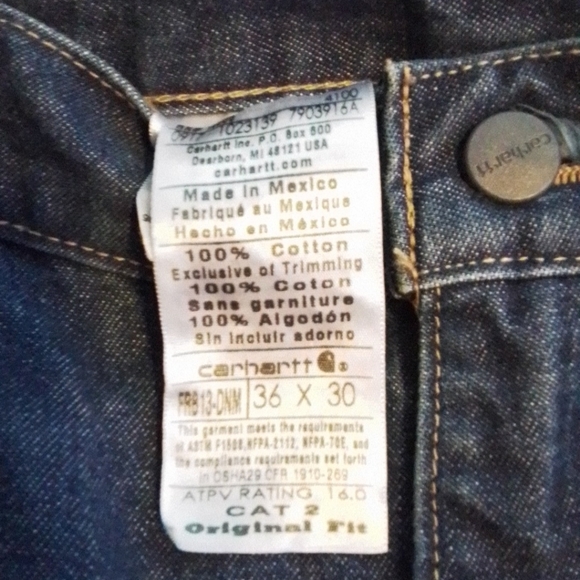 4100
1023139 7903916A
Carhartt Inc. P.O. Box 600
Dearborn, MI 48121 USA
carhartt.com
Made in Mexico
Fabriqué au Mexique
Hecho en México
100% Cotton
Exclusive of Trimming
100% Coton
Sans garniture
100% Algodón
Sin incluir adorno
carhartt ®
FRB13-DNM 36 X 30
This garment meets the requirements
of ASTM F1506, NFPA-2112, NFPA-70E, and
the compliance requirements set forth
in OSHA29 CFR 1910-269
ATPV RATING 16.0
CAT 2
Original Fit
carhartt